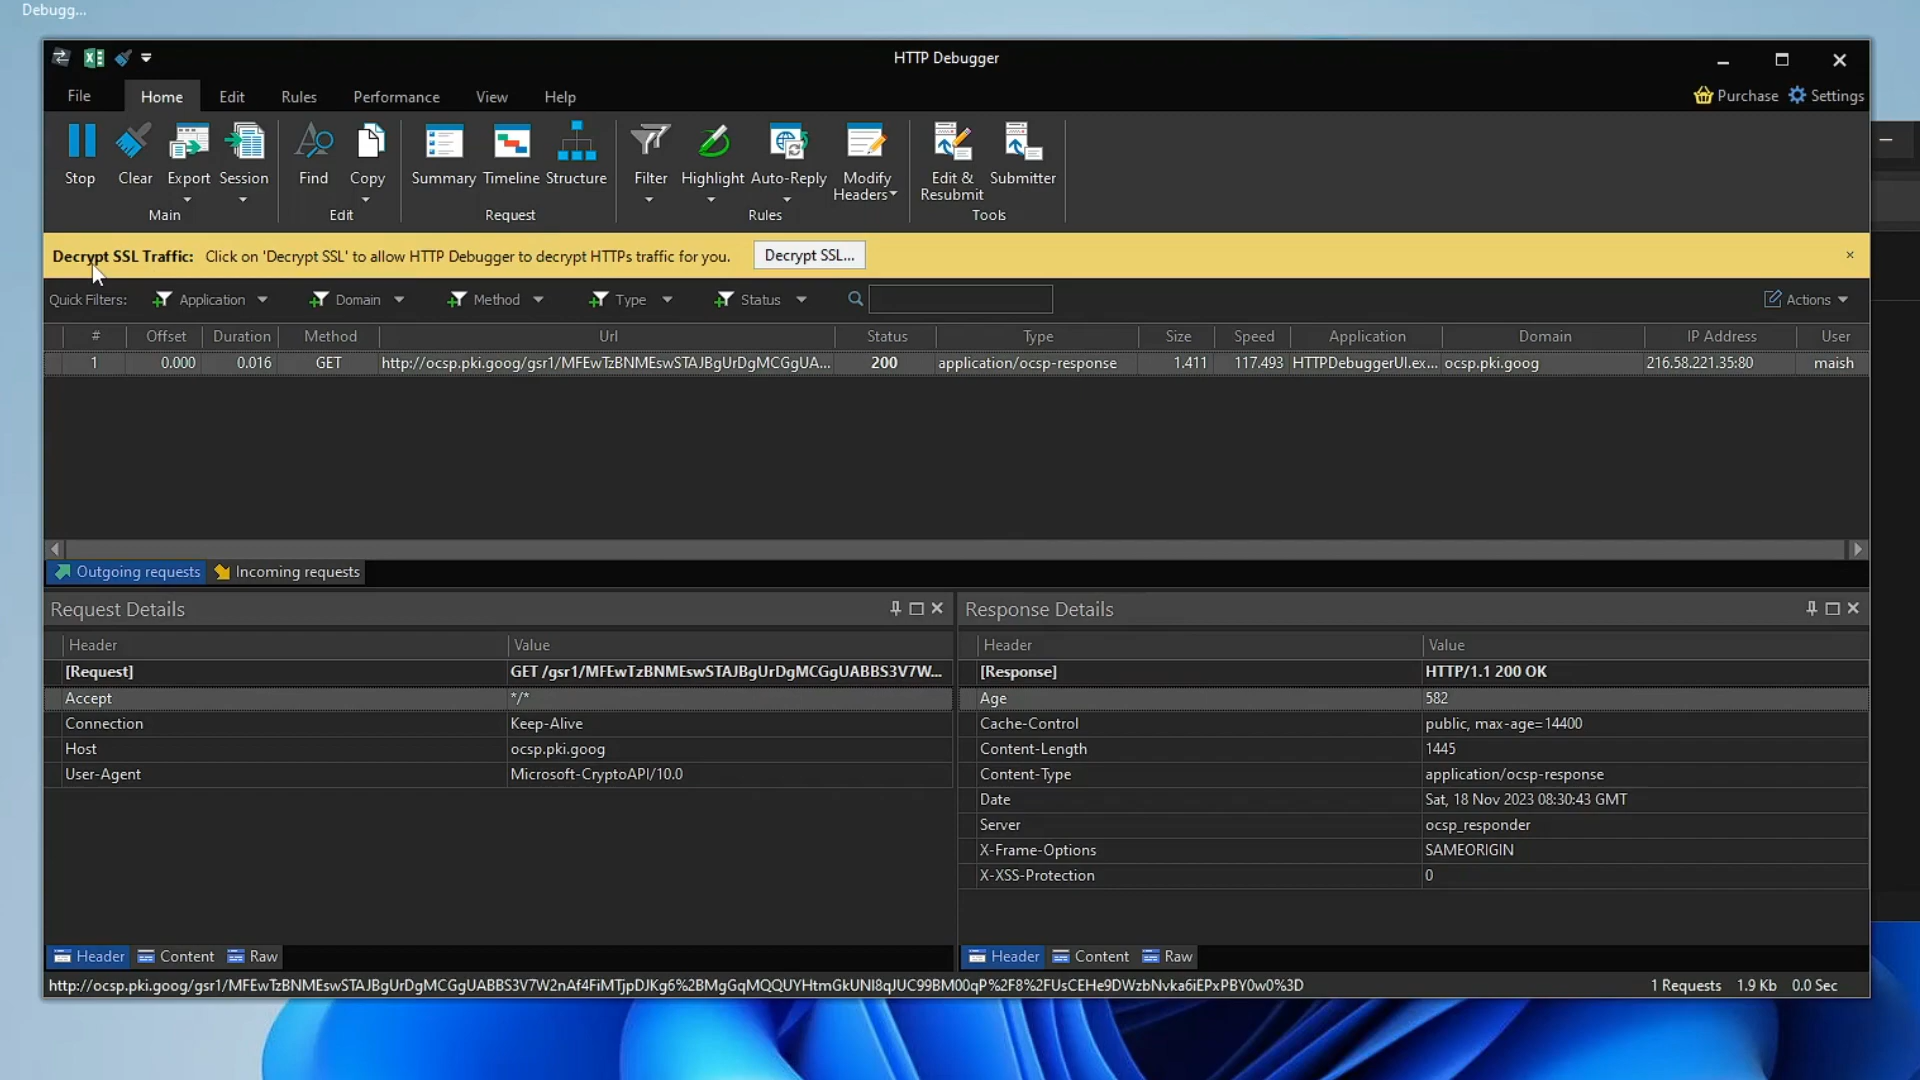 Debugg...
HTTP Debugger
File Home Edit Rules Performance View Help Purchase Settings
Stop Clear Export Session Find Copy Summary Timeline Structure Filter Highlight Auto-Reply Modify Headers Edit & Resubmit Submitter
Main Edit Request Rules Tools
Decrypt SSL Traffic: Click on 'Decrypt SSL' to allow HTTP Debugger to decrypt HTTPs traffic for you. Decrypt SSL...
Quick Filters: Application Domain Method Type Status Actions
# Offset Duration Method Url Status Type Size Speed Application Domain IP Address User
1 0.000 0.016 GET http://ocsp.pki.goog/gsr1/MFEwTzBNMEswSTAJBgUrDgMCGgUA... 200 application/ocsp-response 1.411 117.493 HTTPDebuggerUI.ex... ocsp.pki.goog 216.58.221.35:80 maish
Outgoing requests Incoming requests
Request Details
Header Value
[Request] GET /gsr1/MFEwTzBNMEswSTAJBgUrDgMCGgUABBS3V7W...
Accept */*
Connection Keep-Alive
Host ocsp.pki.goog
User-Agent Microsoft-CryptoAPI/10.0
Header Content Raw
Response Details
Header Value
[Response] HTTP/1.1 200 OK
Age 582
Cache-Control public, max-age=14400
Content-Length 1445
Content-Type application/ocsp-response
Date Sat, 18 Nov 2023 08:30:43 GMT
Server ocsp_responder
X-Frame-Options SAMEORIGIN
X-XSS-Protection 0
Header Content Raw
http://ocsp.pki.goog/gsr1/MFEwTzBNMEswSTAJBgUrDgMCGgUABBS3V7W2nAf4FiMTjpDJKg6%2BMgGqMQQUYHtmGkUNl8qJUC99BM00qP%2F8%2FUsCEHe9DWzbNvka6iEPxPBY0w0%3D
1 Requests 1.9 Kb 0.0 Sec